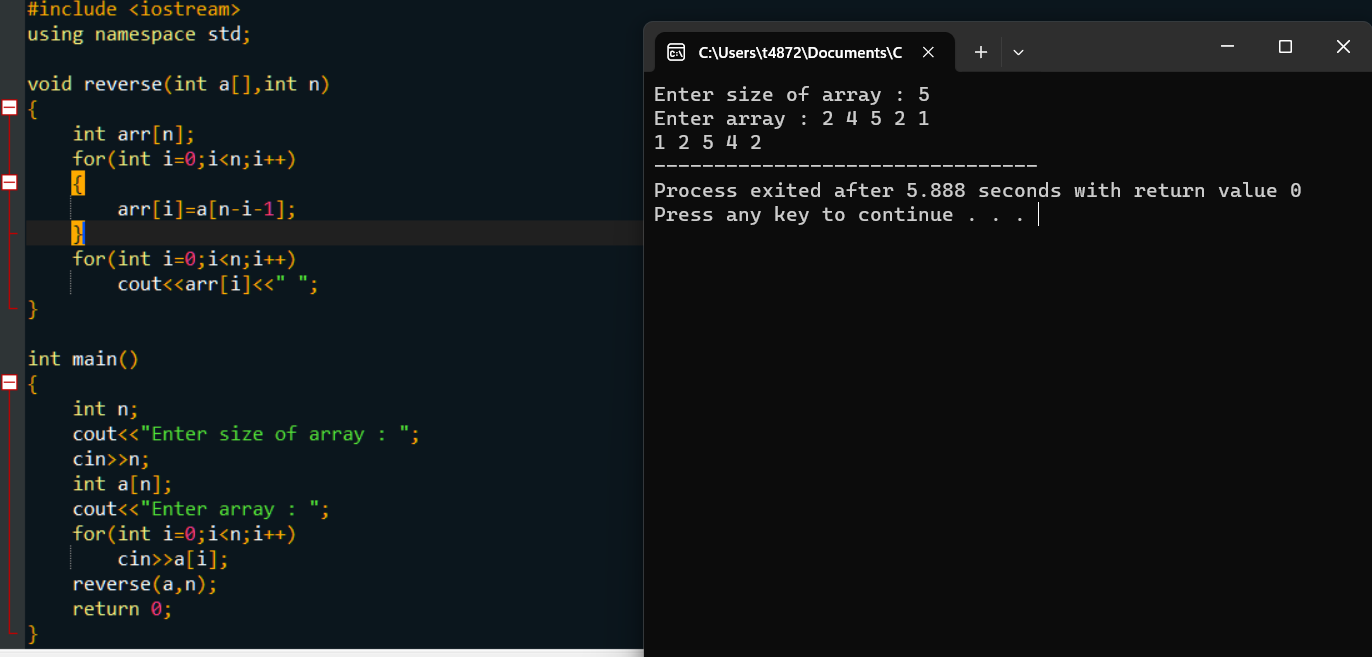 #include <iostream>
using namespace std;

void reverse(int a[],int n)
{
    int arr[n];
    for(int i=0;i<n;i++)
    {
        arr[i]=a[n-i-1];
    }
    for(int i=0;i<n;i++)
        cout<<arr[i]<<" ";
}

int main()
{
    int n;
    cout<<"Enter size of array : ";
    cin>>n;
    int a[n];
    cout<<"Enter array : ";
    for(int i=0;i<n;i++)
        cin>>a[i];
    reverse(a,n);
    return 0;
}
C:\Users\t4872\Documents\C
Enter size of array : 5
Enter array : 2 4 5 2 1
1 2 5 4 2
--------------------------------
Process exited after 5.888 seconds with return value 0
Press any key to continue . . .